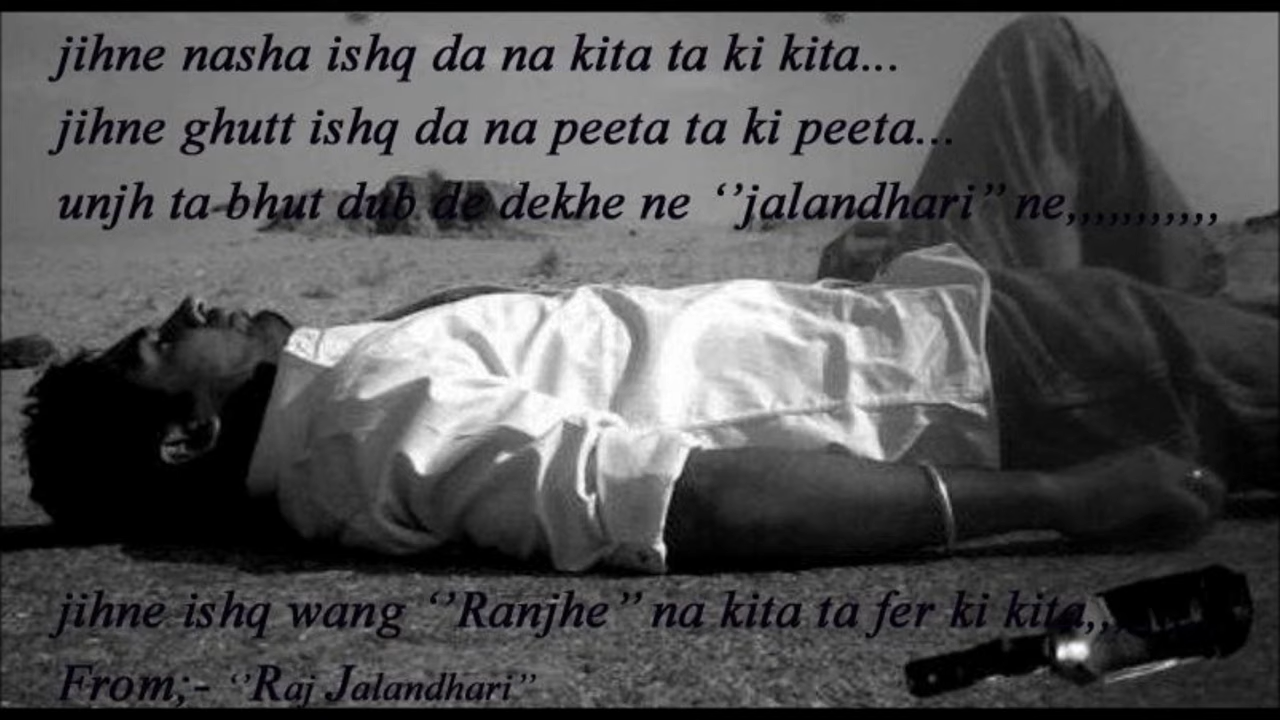 jihne nasha ishq da na kita ta ki kita...
jihne ghutt ishq da na peeta ta ki peeta...
unjh ta bhut dub de dekhe ne ‘’jalandhari’’ ne,,,,,,,,,,,
jihne ishq wang ‘’Ranjhe’’ na kita ta fer ki kita,,,
From;- ‘’Raj Jalandhari’’